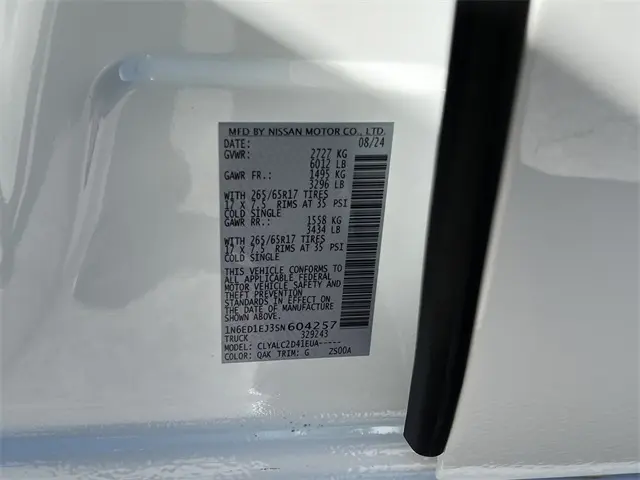 MFD BY NISSAN MOTOR CO., LTD.
DATE: 08/24
GVWR: 2727 KG
6012 LB
GAWR FR.: 1495 KG
3296 LB
WITH 265/65R17 TIRES
17 X 7.5 RIMS AT 35 PSI
COLD SINGLE
GAWR RR.: 1558 KG
3434 LB
WITH 265/65R17 TIRES
17 X 7.5 RIMS AT 35 PSI
COLD SINGLE
THIS VEHICLE CONFORMS TO
ALL APPLICABLE FEDERAL
MOTOR VEHICLE SAFETY AND
THEFT PREVENTION
STANDARDS IN EFFECT ON
THE DATE OF MANUFACTURE
SHOWN ABOVE.
1N6ED1EJ3SN604257
TRUCK 329243
MODEL: CLYALC2D41EUA-----
COLOR: QAK TRIM: G 2S00A